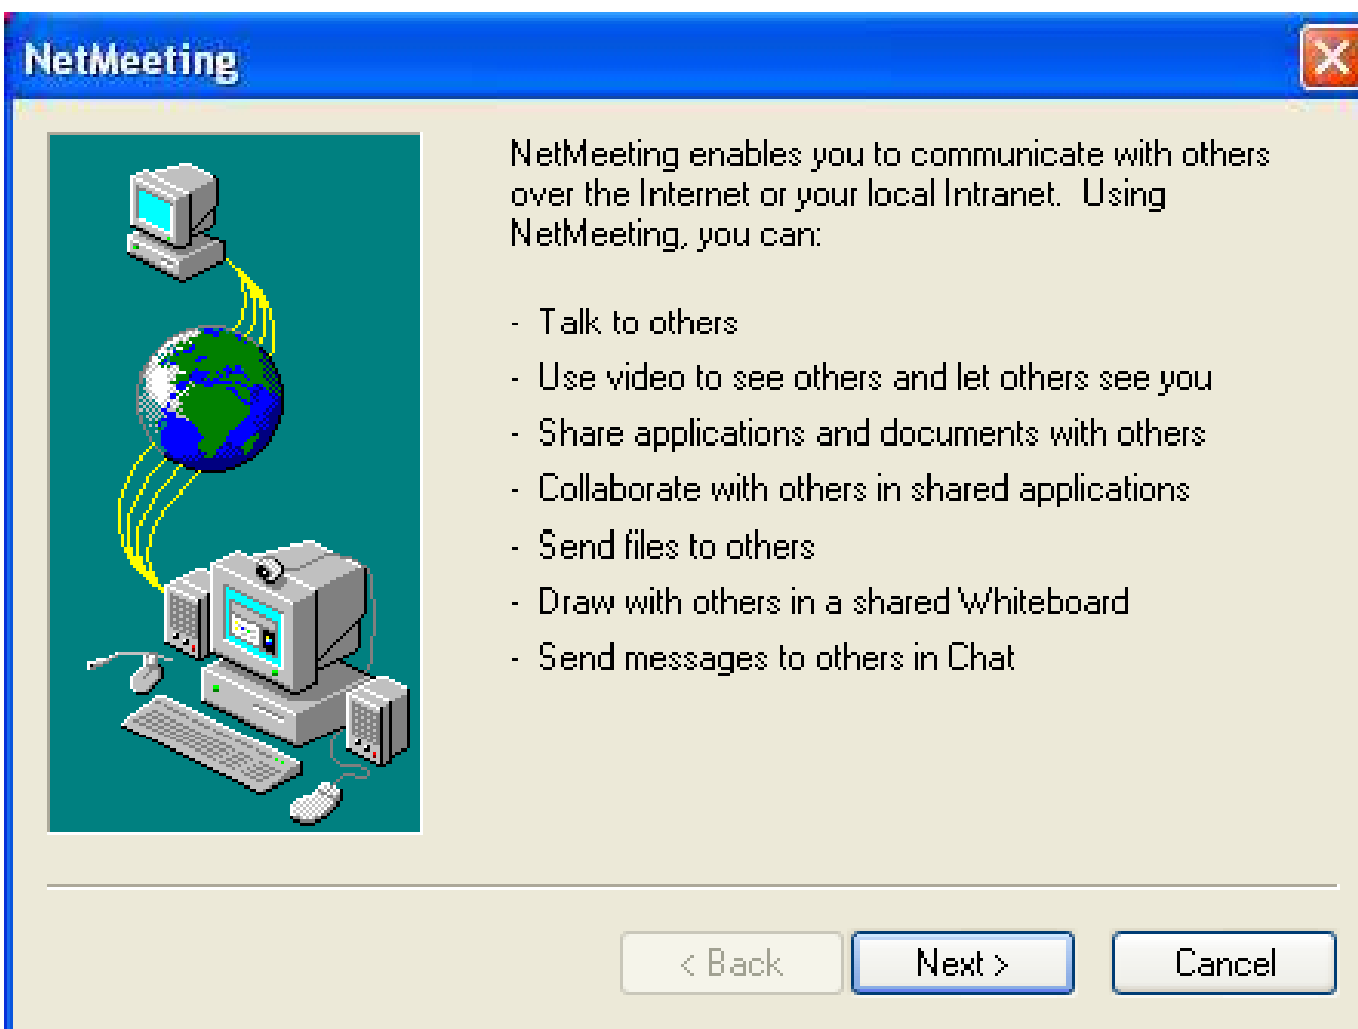 NetMeeting
NetMeeting enables you to communicate with others
over the Internet or your local Intranet.  Using
NetMeeting, you can:
- Talk to others
- Use video to see others and let others see you
- Share applications and documents with others
- Collaborate with others in shared applications
- Send files to others
- Draw with others in a shared Whiteboard
- Send messages to others in Chat
< Back
Next >
Cancel